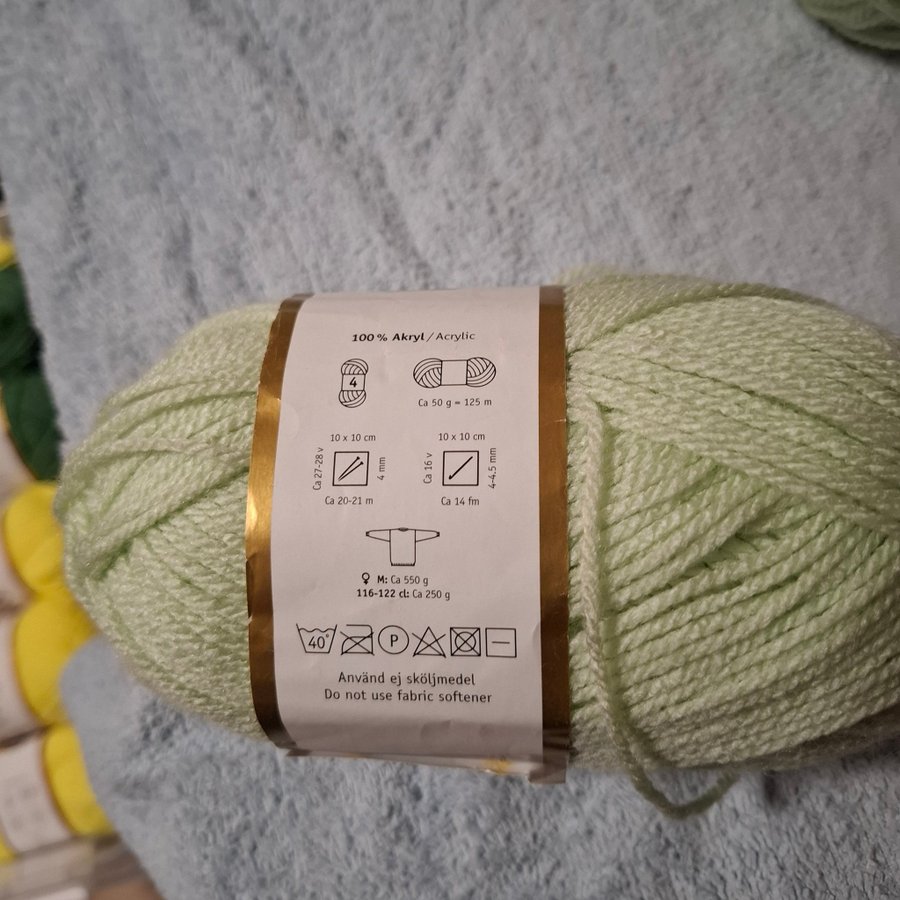 100 % Akryl / Acrylic
4
Ca 50 g = 125 m
10 x 10 cm
Ca 27-28 v
4 mm
Ca 20-21 m
10 x 10 cm
Ca 16 v
4-4.5 mm
Ca 14 fm
♀ M: Ca 550 g
116-122 cl: Ca 250 g
40° P
Använd ej sköljmedel
Do not use fabric softener